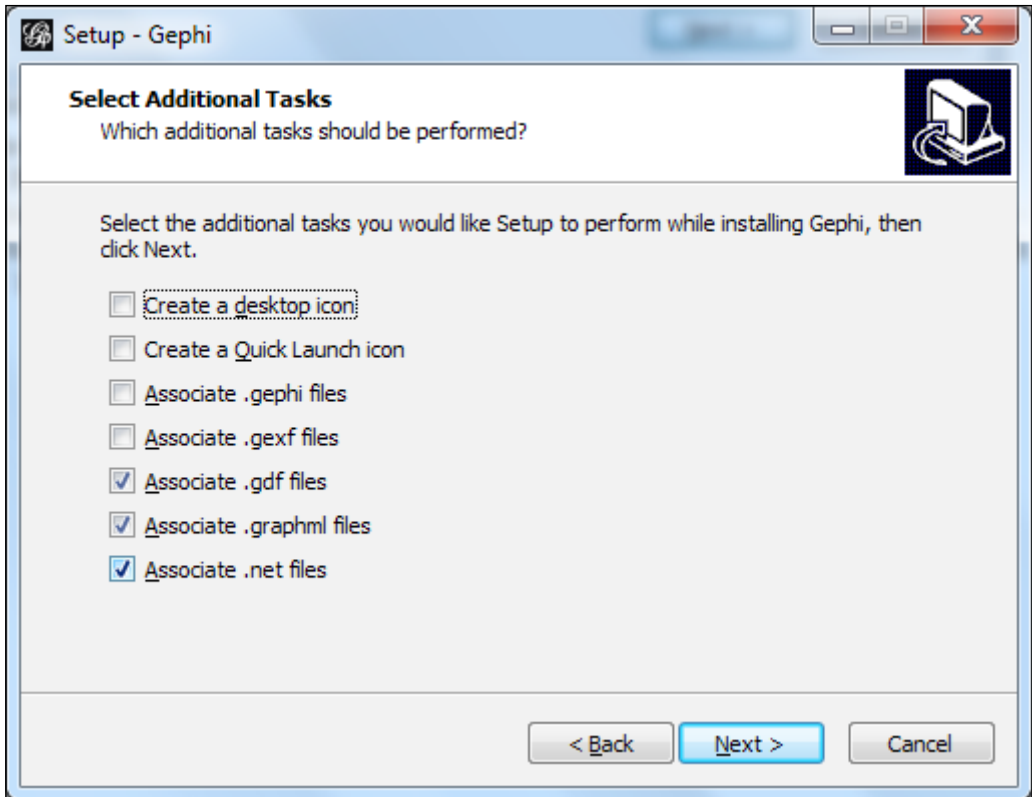 Setup - Gephi
Select Additional Tasks
Which additional tasks should be performed?
Select the additional tasks you would like Setup to perform while installing Gephi, then
click Next.
Create a desktop icon
Create a Quick Launch icon
Associate .gephi files
Associate .gexf files
Associate .gdf files
Associate .graphml files
Associate .net files
< Back
Next >
Cancel